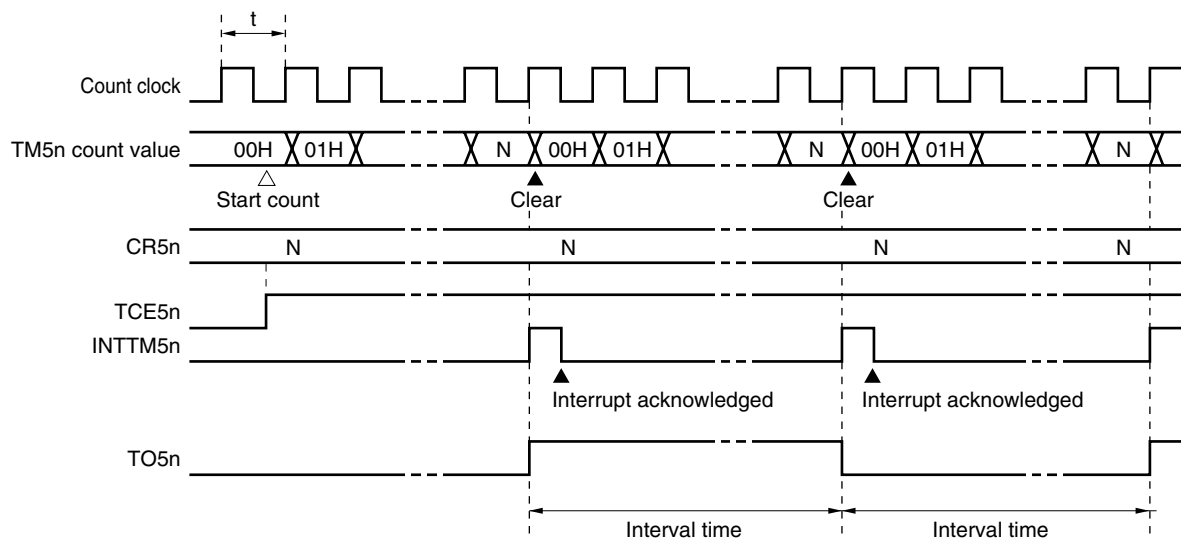 t
Count clock
TM5n count value 00H 01H N 00H 01H N 00H 01H N
Start count Clear Clear
CR5n N N N N
TCE5n
INTTM5n
Interrupt acknowledged Interrupt acknowledged
TO5n
Interval time Interval time